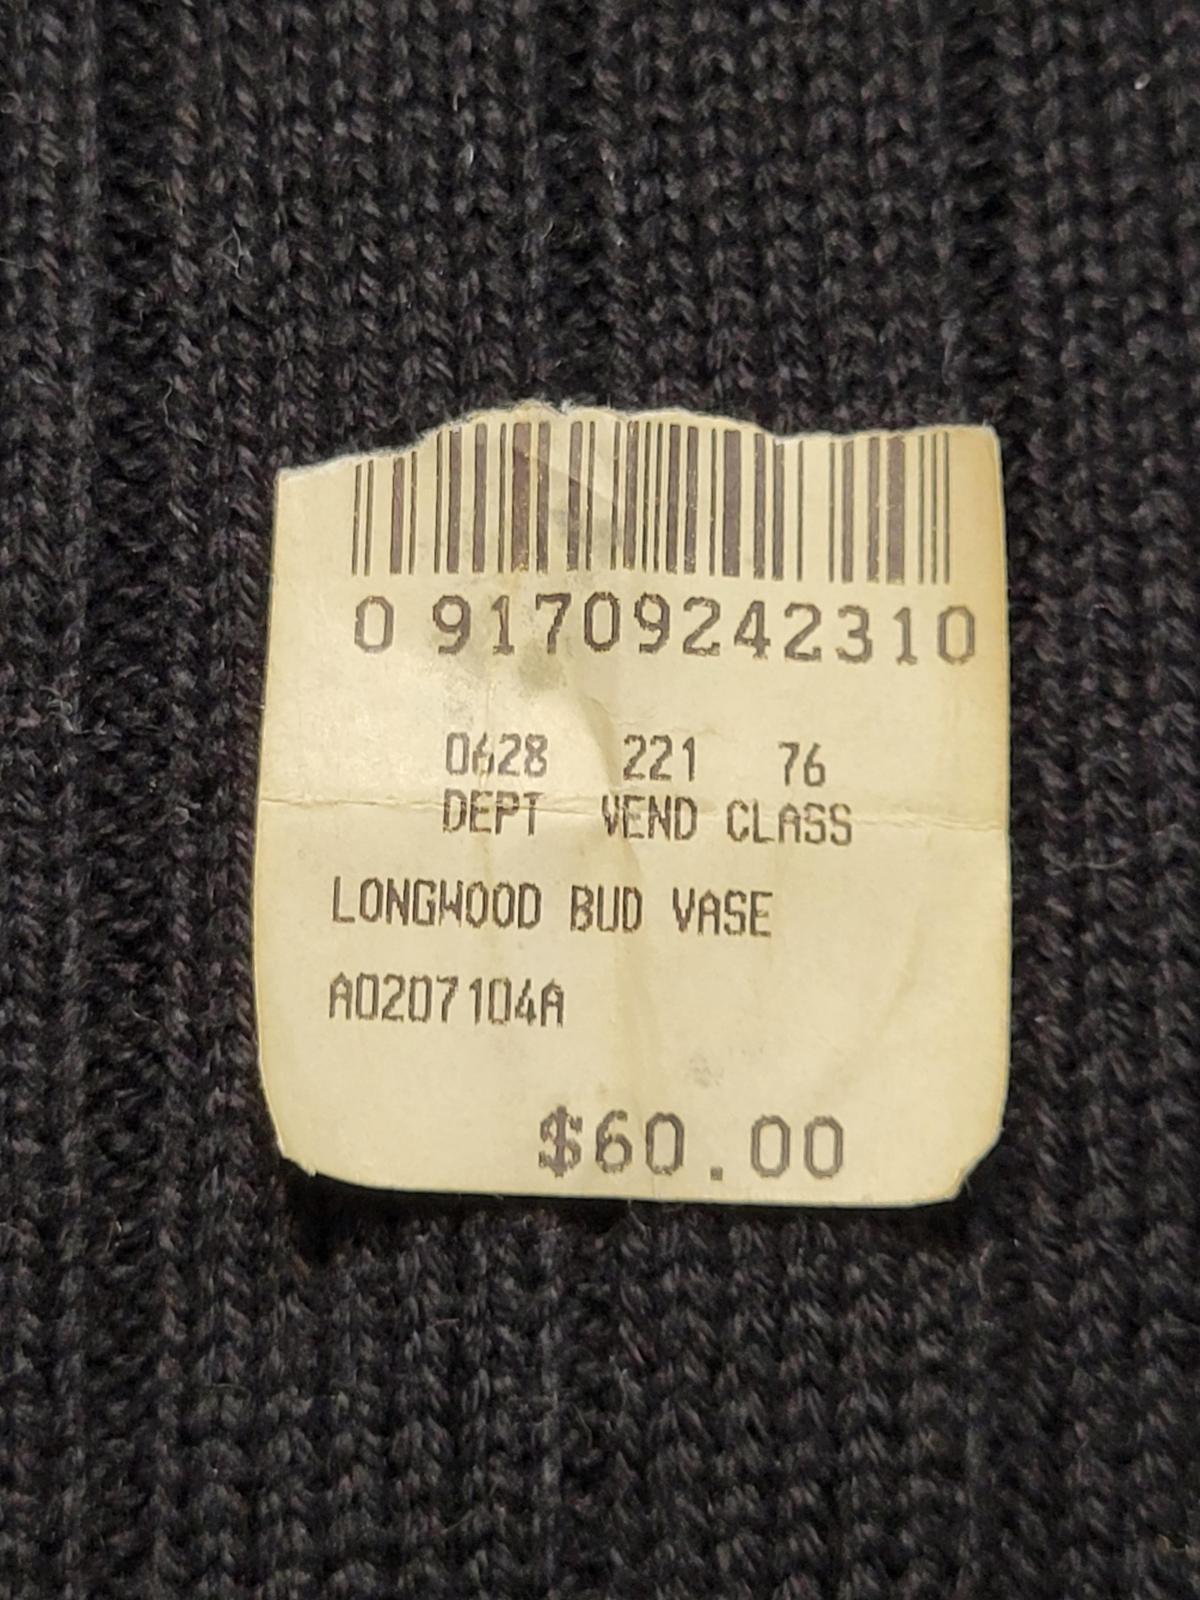 0 91709242310
0628 221 76
DEPT VEND CLASS
LONGWOOD BUD VASE
A0207104A
$60.00